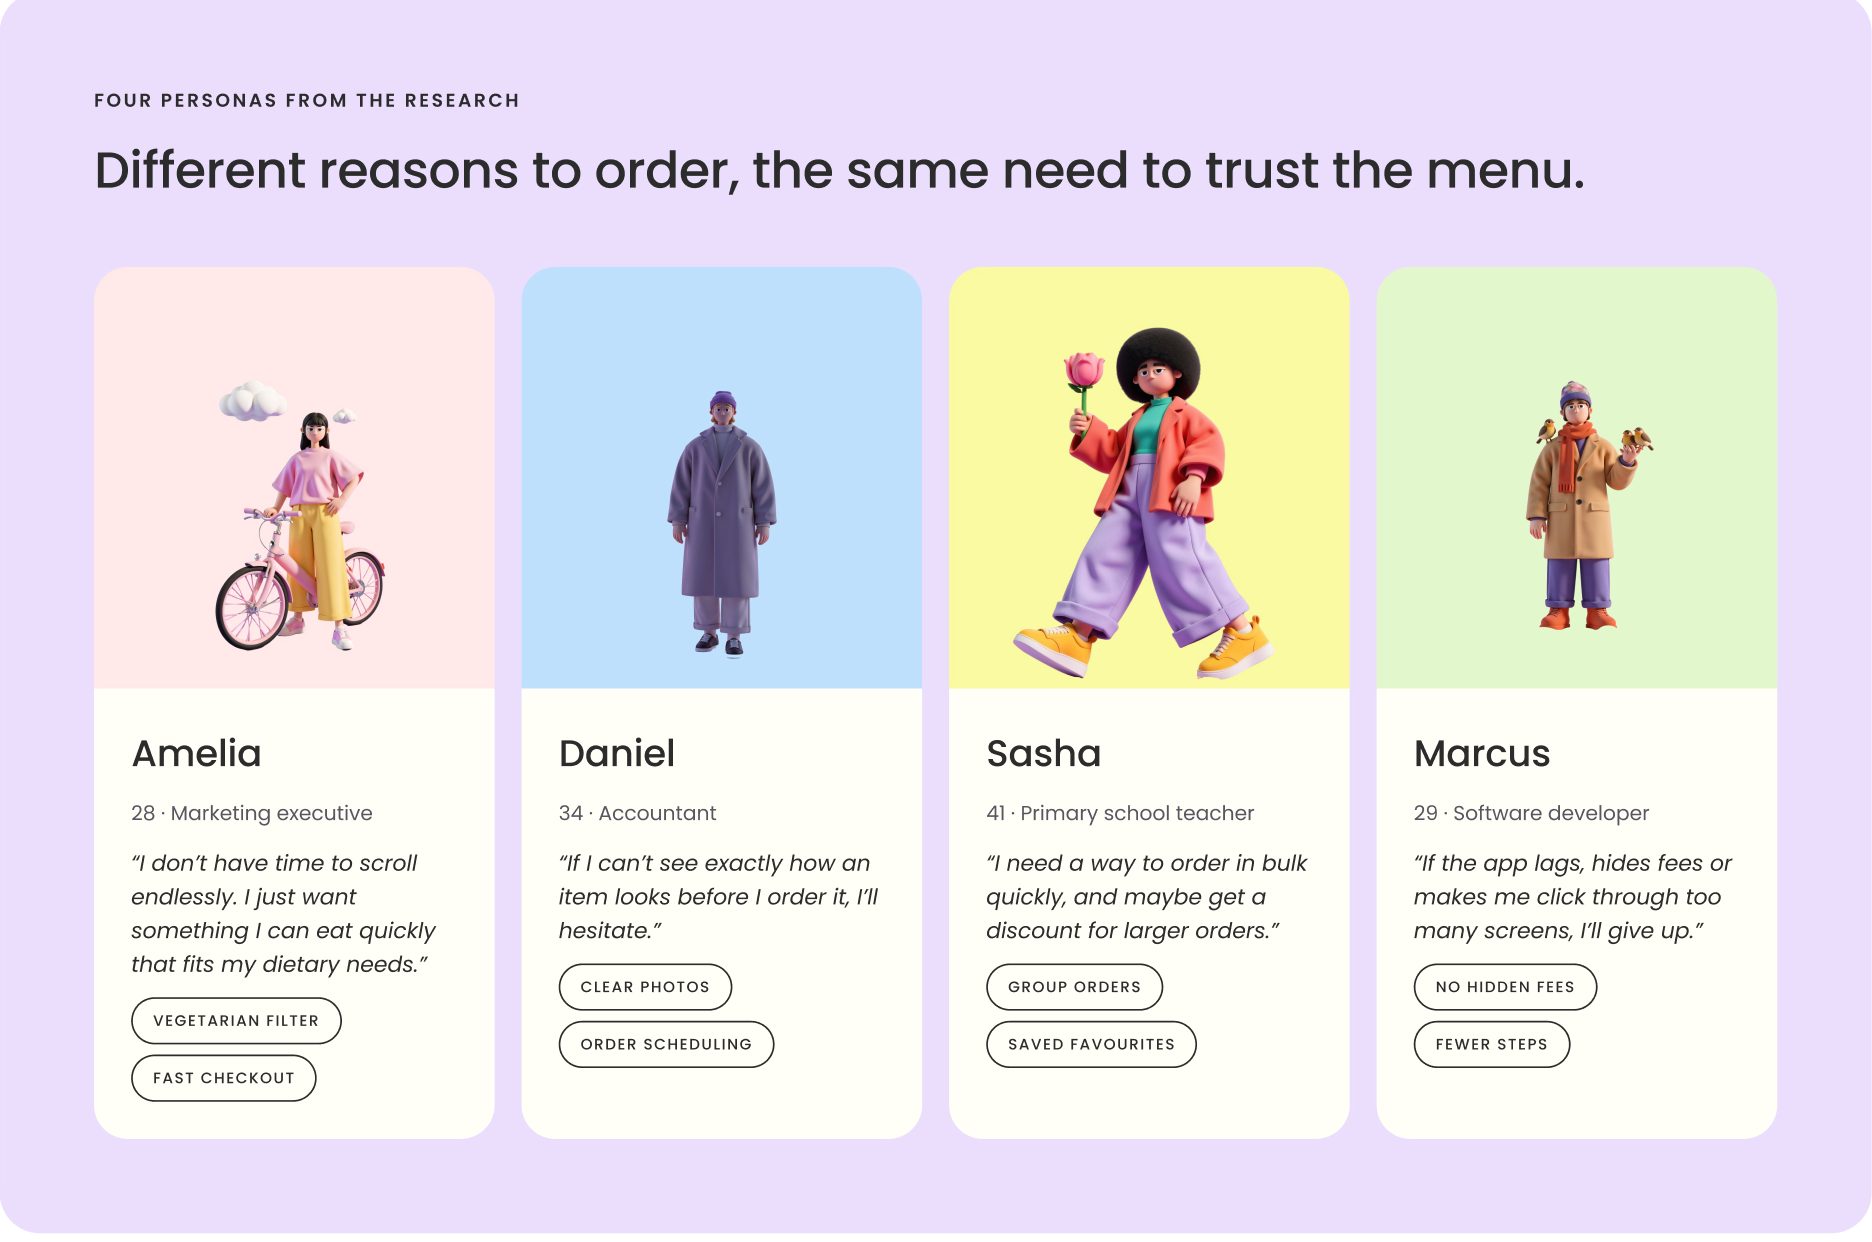 FOUR PERSONAS FROM THE RESEARCH
Different reasons to order, the same need to trust the menu.
Amelia
28 · Marketing executive
“I don’t have time to scroll
endlessly. I just want
something I can eat quickly
that fits my dietary needs.”
VEGETARIAN FILTER
FAST CHECKOUT
Daniel
34 · Accountant
“If I can’t see exactly how an
item looks before I order it, I’ll
hesitate.”
CLEAR PHOTOS
ORDER SCHEDULING
Sasha
41 · Primary school teacher
“I need a way to order in bulk
quickly, and maybe get a
discount for larger orders.”
GROUP ORDERS
SAVED FAVOURITES
Marcus
29 · Software developer
“If the app lags, hides fees or
makes me click through too
many screens, I’ll give up.”
NO HIDDEN FEES
FEWER STEPS